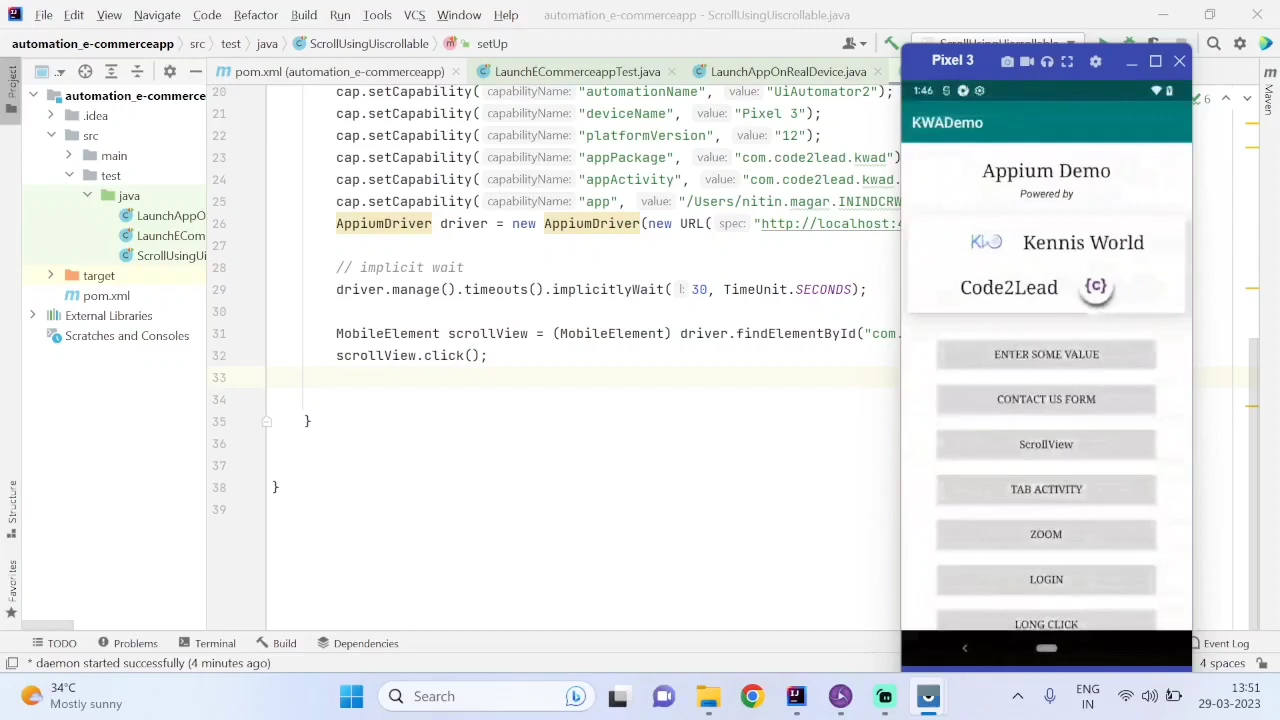 File Edit View Navigate Code Refactor Build Run Tools VCS Window Help automation_e-commerceapp - ScrollUsingUiscrollable.java
automation_e-commerceapp src test java ScrollUsingUiscrollable setUp ScrollUsingUiscrollable
Project
automation_e-commerce
.idea
src
main
test
java
LaunchAppO
LaunchECom
ScrollUsingUi
target
pom.xml
External Libraries
Scratches and Consoles
Structure
Favorites
pom.xml (automation_e-commerceapp) LaunchECommerceappTest.java LaunchAppOnRealDevice.java
20 cap.setCapability( capabilityName: "automationName", value: "UiAutomator2");
21 cap.setCapability( capabilityName: "deviceName", value: "Pixel 3");
22 cap.setCapability( capabilityName: "platformVersion", value: "12");
23 cap.setCapability( capabilityName: "appPackage", value: "com.code2lead.kwad")
24 cap.setCapability( capabilityName: "appActivity", value: "com.code2lead.kwad.
25 cap.setCapability( capabilityName: "app", value: "/Users/nitin.magar.ININDCRW
26 AppiumDriver driver = new AppiumDriver(new URL( spec: "http://localhost:4
27
28 // implicit wait
29 driver.manage().timeouts().implicitlyWait( l: 30, TimeUnit.SECONDS);
30
31 MobileElement scrollView = (MobileElement) driver.findElementById("com.
32 scrollView.click();
33
34
35 }
36
37
38 }
39
Pixel 3
1:46
KWADemo
Appium Demo
Powered by
Kennis World
Code2Lead {c}
ENTER SOME VALUE
CONTACT US FORM
ScrollView
TAB ACTIVITY
ZOOM
LOGIN
LONG CLICK
6
Maven
TODO Problems Terminal Build Dependencies Event Log
* daemon started successfully (4 minutes ago) 4 spaces
34°C
Mostly sunny
Search
ENG
IN
13:51
29-03-2023